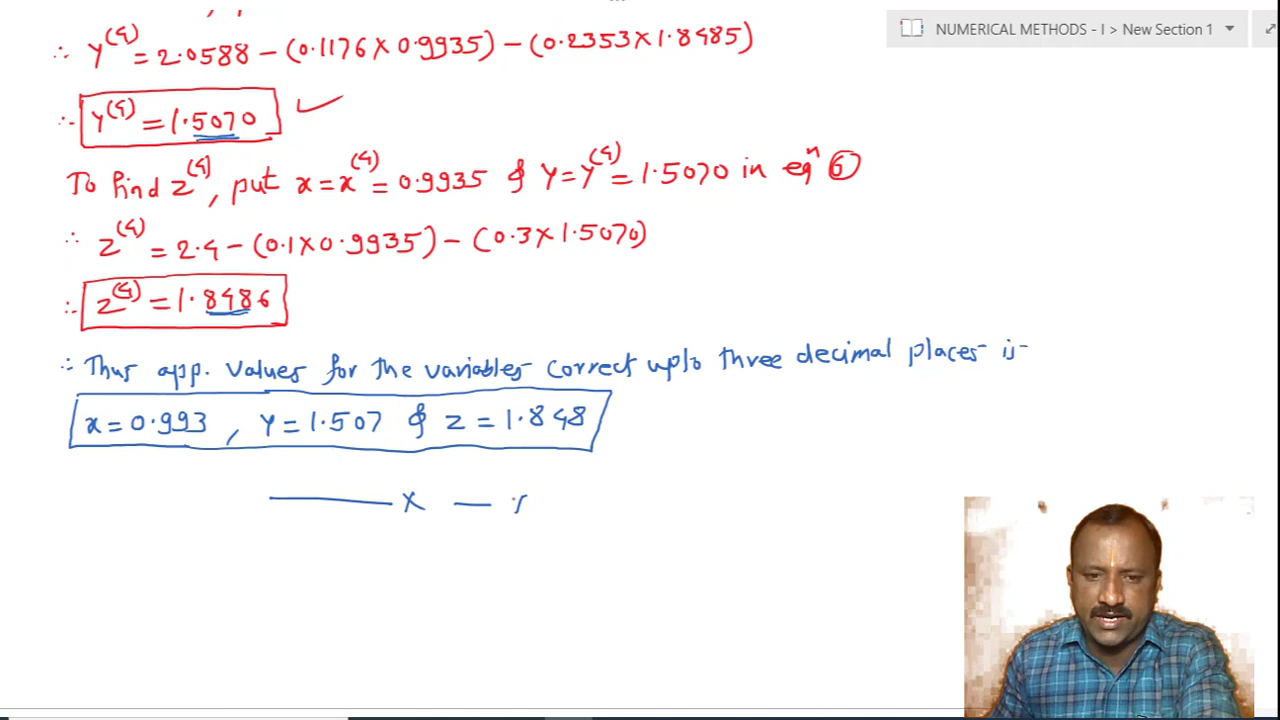 NUMERICAL METHODS - I > New Section 1
∴ y^(4) = 2.0588 - (0.1176 × 0.9935) - (0.2353 × 1.8485)
∴ y^(4) = 1.5070 ✓
To find z^(4), put x = x^(4) = 0.9935 & y = y^(4) = 1.5070 in eqⁿ ⑥
∴ z^(4) = 2.4 - (0.1 × 0.9935) - (0.3 × 1.5070)
∴ z^(4) = 1.8486
∴ Thus app. values for the variables correct upto three decimal places is-
x = 0.993, y = 1.507 & z = 1.848
——— x —